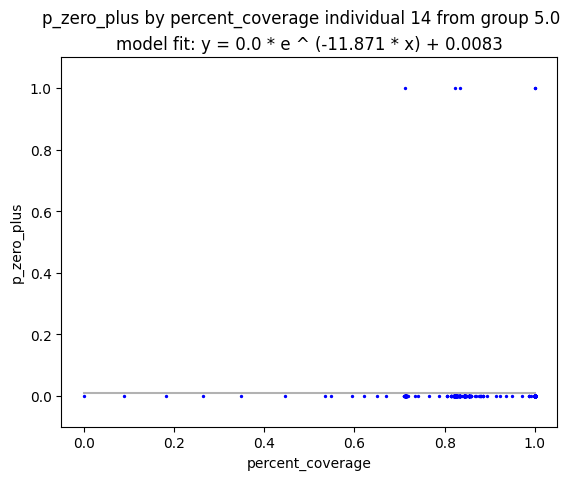 p_zero_plus by percent_coverage individual 14 from group 5.0
model fit: y = 0.0 * e ^ (-11.871 * x) + 0.0083
1.0
0.8
0.6
0.4
0.2
0.0
p_zero_plus
0.0 0.2 0.4 0.6 0.8 1.0
percent_coverage